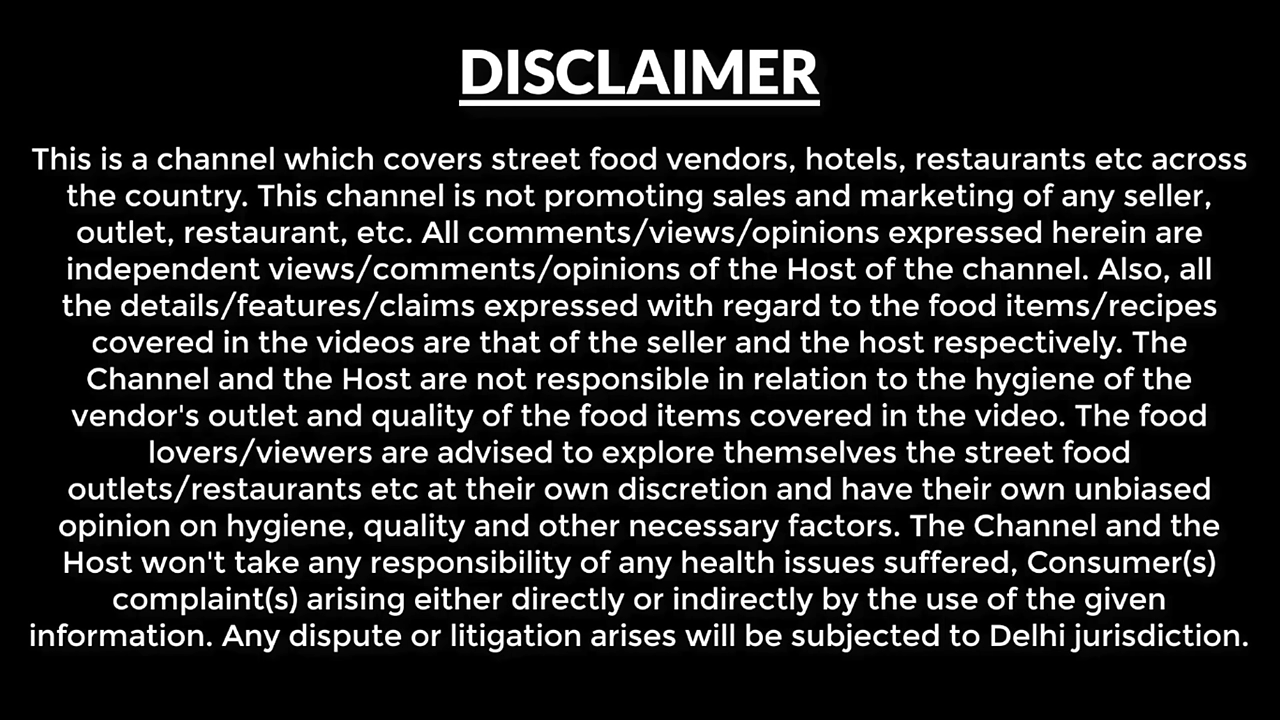 DISCLAIMER
This is a channel which covers street food vendors, hotels, restaurants etc across
the country. This channel is not promoting sales and marketing of any seller,
outlet, restaurant, etc. All comments/views/opinions expressed herein are
independent views/comments/opinions of the Host of the channel. Also, all
the details/features/claims expressed with regard to the food items/recipes
covered in the videos are that of the seller and the host respectively. The
Channel and the Host are not responsible in relation to the hygiene of the
vendor's outlet and quality of the food items covered in the video. The food
lovers/viewers are advised to explore themselves the street food
outlets/restaurants etc at their own discretion and have their own unbiased
opinion on hygiene, quality and other necessary factors. The Channel and the
Host won't take any responsibility of any health issues suffered, Consumer(s)
complaint(s) arising either directly or indirectly by the use of the given
information. Any dispute or litigation arises will be subjected to Delhi jurisdiction.